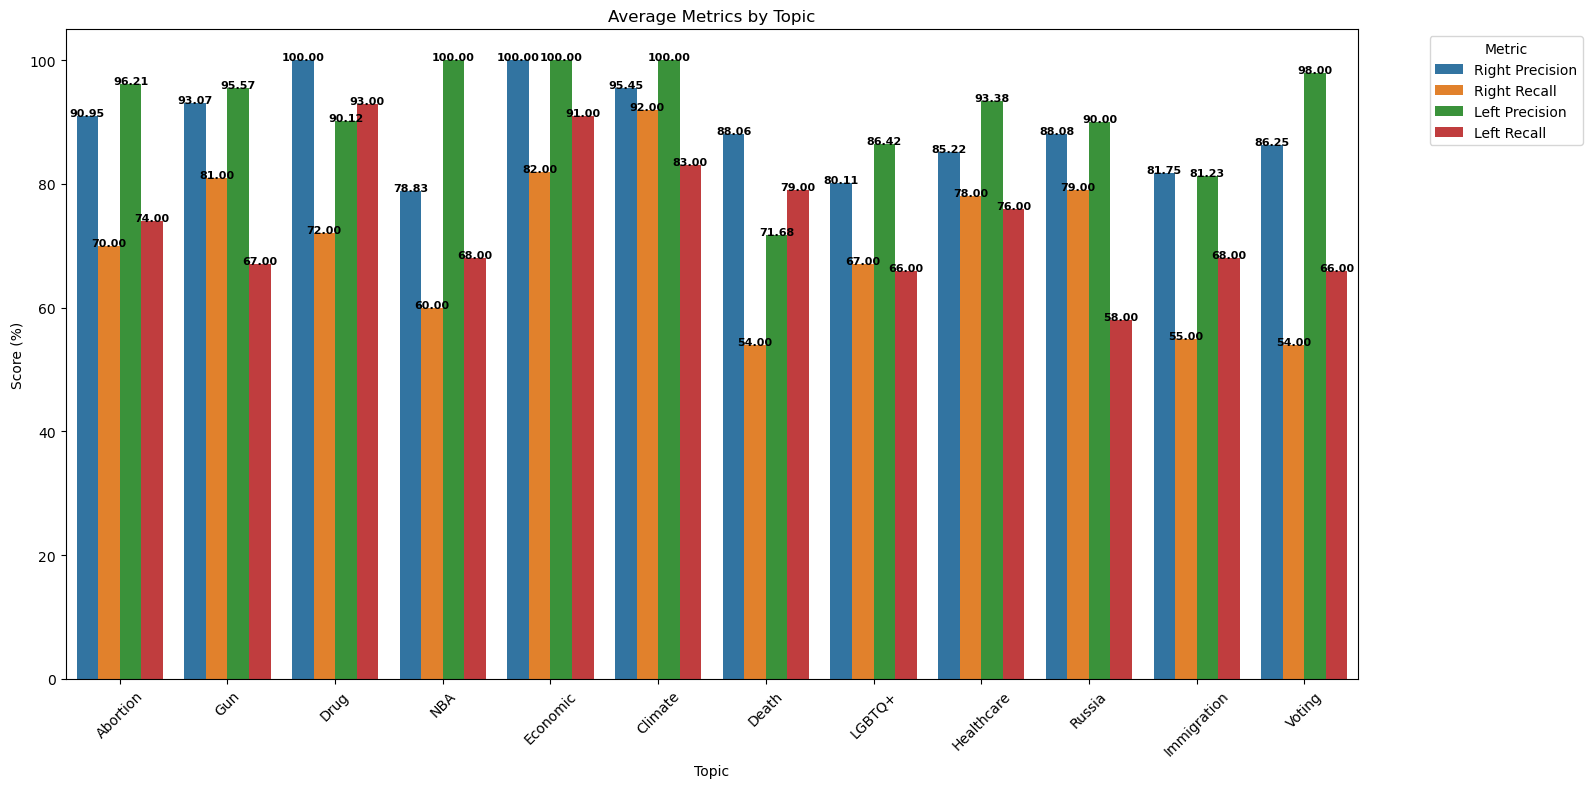 Average Metrics by Topic
Metric
Right Precision
Right Recall
Left Precision
Left Recall
Score (%)
100
80
60
40
20
0
90.95 70.00 96.21 74.00
93.07 81.00 95.57 67.00
100.00 72.00 90.12 93.00
78.83 60.00 100.00 68.00
100.00 82.00 100.00 91.00
95.45 92.00 100.00 83.00
88.06 54.00 71.68 79.00
80.11 67.00 86.42 66.00
85.22 78.00 93.38 76.00
88.08 79.00 90.00 58.00
81.75 55.00 81.23 68.00
86.25 54.00 98.00 66.00
Abortion
Gun
Drug
NBA
Economic
Climate
Death
LGBTQ+
Healthcare
Russia
Immigration
Voting
Topic